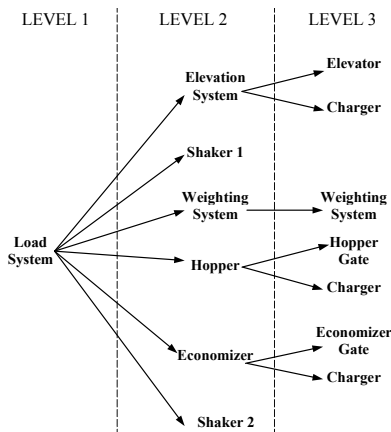 LEVEL 1
LEVEL 2
LEVEL 3
Load
System
Elevation
System
Shaker 1
Weighting
System
Hopper
Economizer
Shaker 2
Elevator
Charger
Weighting
System
Hopper
Gate
Charger
Economizer
Gate
Charger